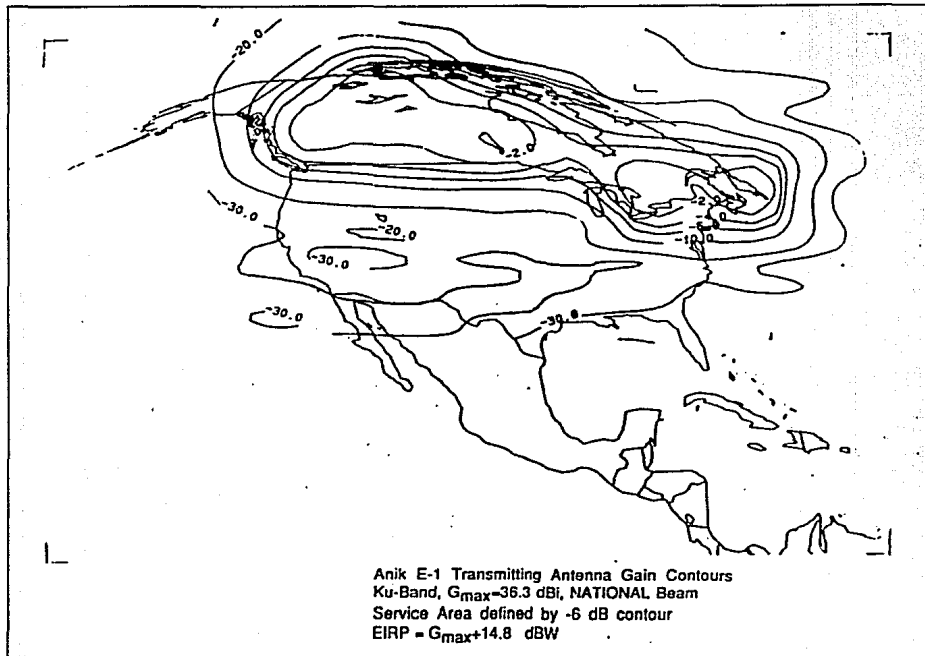 -20.0
-2.0
-30.0
-2.0
-10.0
-20.0
-30.0
-30.0
Anik E-1 Transmitting Antenna Gain Contours
Ku-Band, Gmax=36.3 dBi, NATIONAL Beam
Service Area defined by -6 dB contour
EIRP = Gmax+14.8 dBW